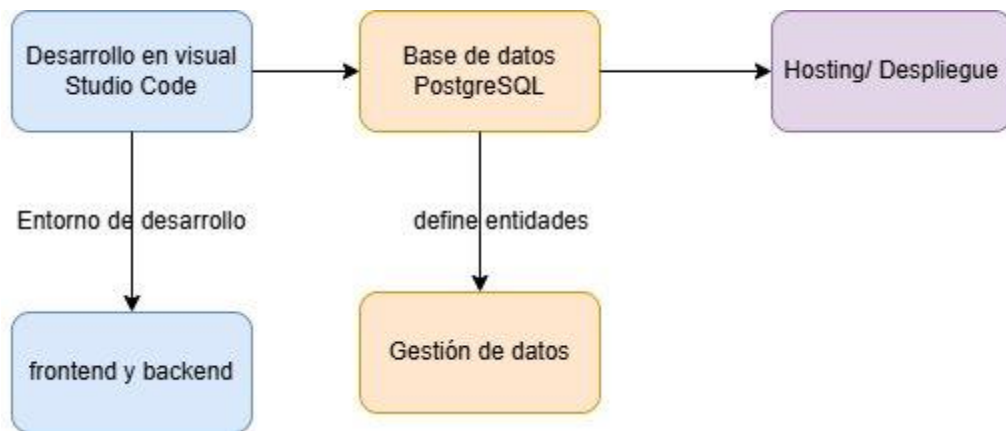 Desarrollo en visual
Studio Code
Base de datos
PostgreSQL
Hosting/ Despliegue
Entorno de desarrollo
define entidades
frontend y backend
Gestión de datos